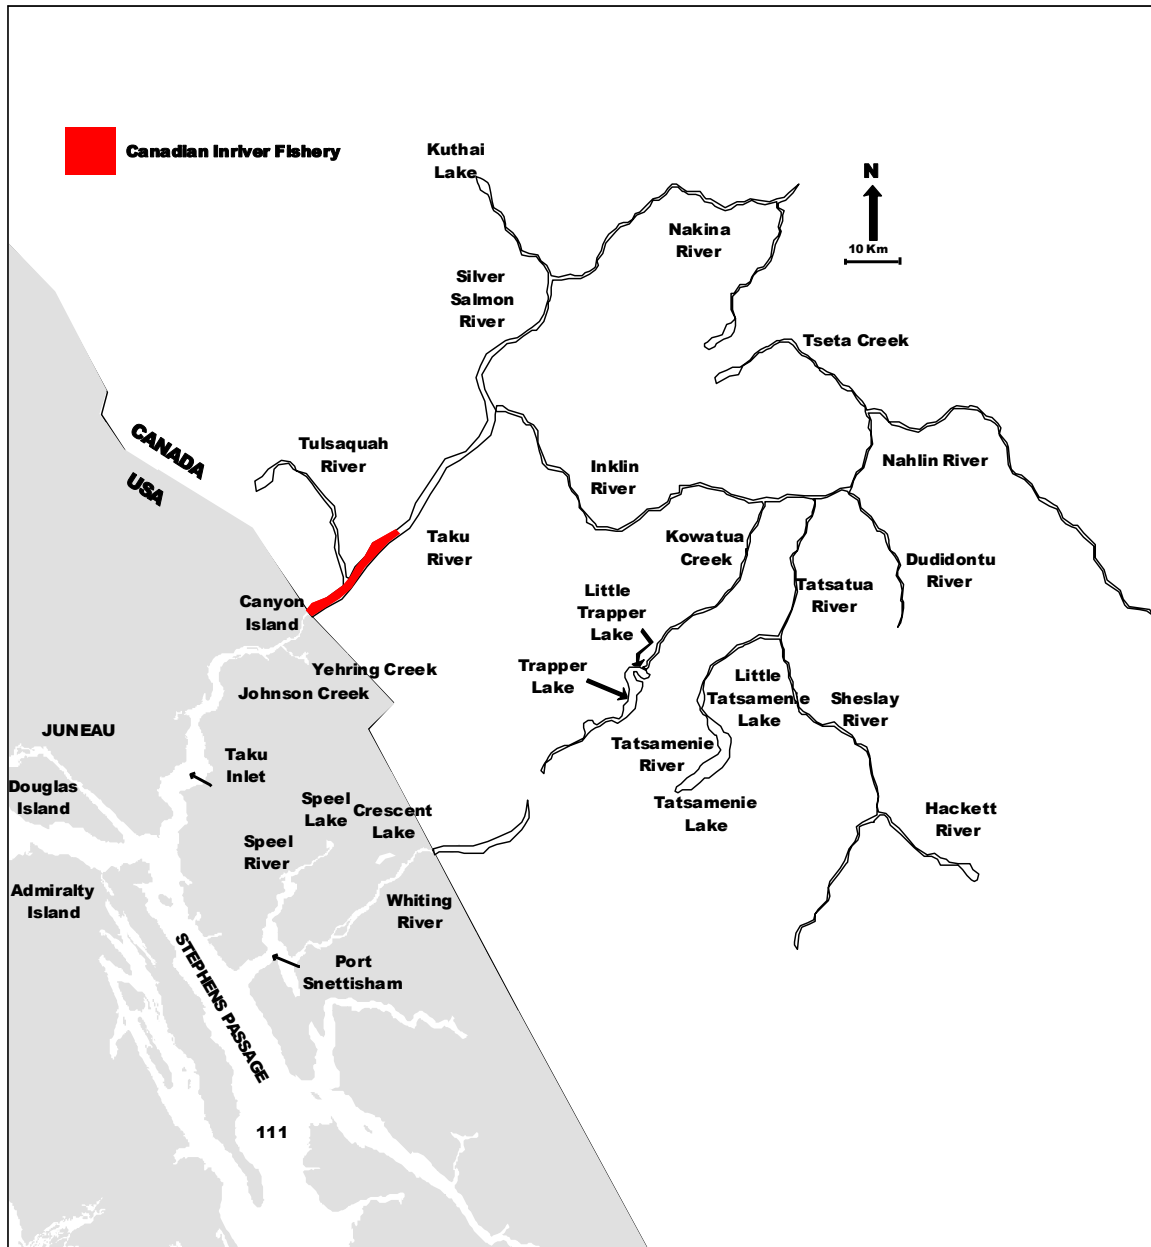 Canadian Inriver Fishery
Kuthai
Lake
N
10 Km
Nakina
River
Silver
Salmon
River
Tseta Creek
CANADA
USA
Tulsaquah
River
Inklin
River
Nahlin River
Taku
River
Kowatua
Creek
Dudidontu
River
Tatsatua
River
Little
Trapper
Lake
Canyon
Island
Yehring Creek
Johnson Creek
Trapper
Lake
Little
Tatsamenie
Lake
Sheslay
River
JUNEAU
Taku
Inlet
Tatsamenie
River
Douglas
Island
Speel
Lake
Crescent
Lake
Tatsamenie
Lake
Hackett
River
Speel
River
Admiralty
Island
Whiting
River
Port
Snettisham
STEPHENS PASSAGE
111